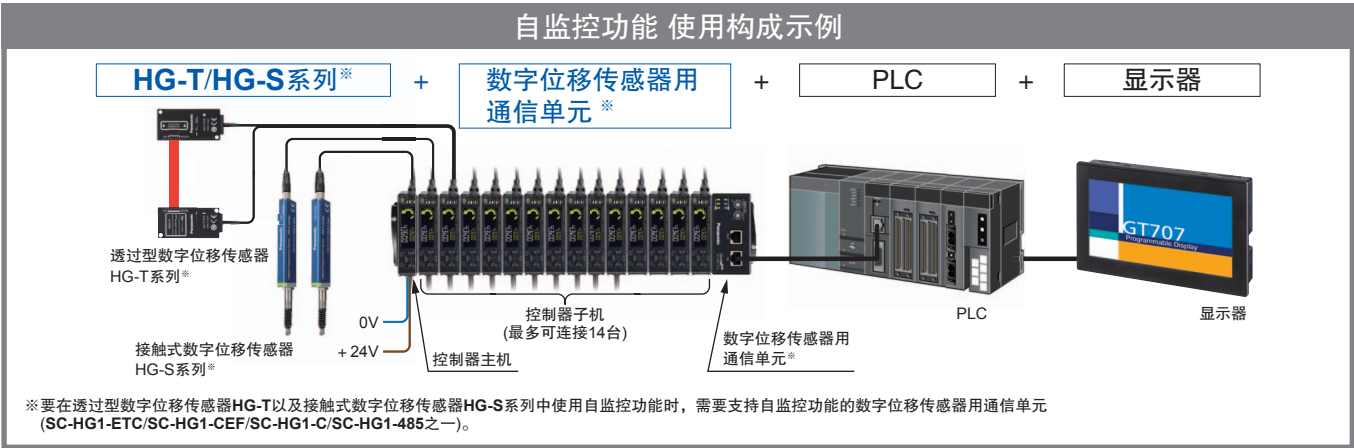 自监控功能 使用构成示例
HG-T/HG-S系列※
+
数字位移传感器用
通信单元※
+
PLC
+
显示器
透过型数字位移传感器
HG-T系列※
接触式数字位移传感器
HG-S系列※
0V
+24V
控制器主机
控制器子机
(最多可连接14台)
数字位移传感器用
通信单元※
PLC
GT707
Programmable Display
显示器
※要在透过型数字位移传感器HG-T以及接触式数字位移传感器HG-S系列中使用自监控功能时，需要支持自监控功能的数字位移传感器用通信单元
(SC-HG1-ETC/SC-HG1-CEF/SC-HG1-C/SC-HG1-485之一)。